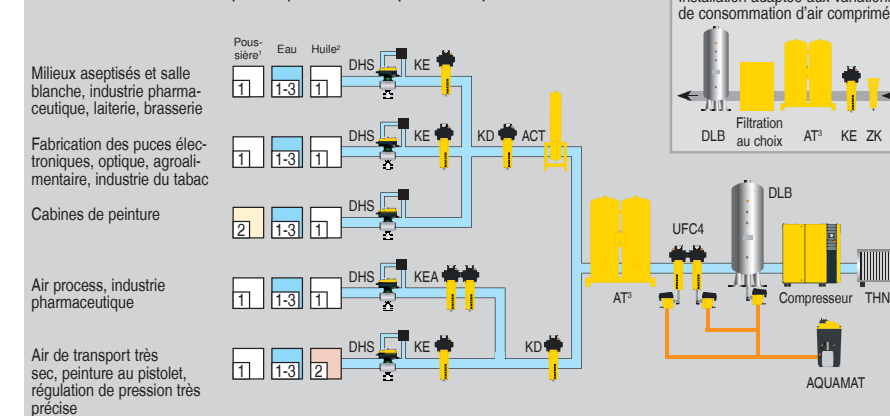 Installation adaptée aux variations
de consommation d'air comprimé
DLB
Filtration
au choix
AT³
KE
ZK
Pous-
sière¹
Eau
Huile²
Milieux aseptisés et salle
blanche, industrie pharma-
ceutique, laiterie, brasserie
1
1-3
1
DHS
KE
Fabrication des puces élec-
troniques, optique, agroali-
mentaire, industrie du tabac
1
1-3
1
DHS
KE
KD
ACT
Cabines de peinture
2
1-3
1
DHS
Air process, industrie
pharmaceutique
1
1-3
1
DHS
KEA
Air de transport très
sec, peinture au pistolet,
régulation de pression très
précise
1
1-3
2
DHS
KE
KD
AT³
UFC4
DLB
Compresseur
THN
AQUAMAT